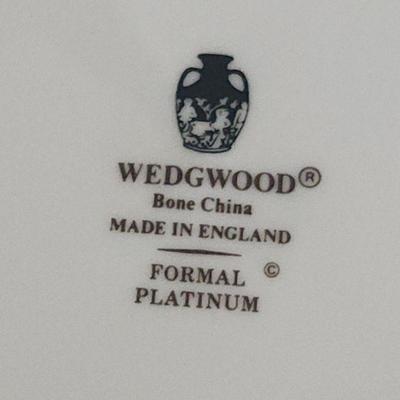 WEDGWOOD®
Bone China
MADE IN ENGLAND
FORMAL ©
PLATINUM